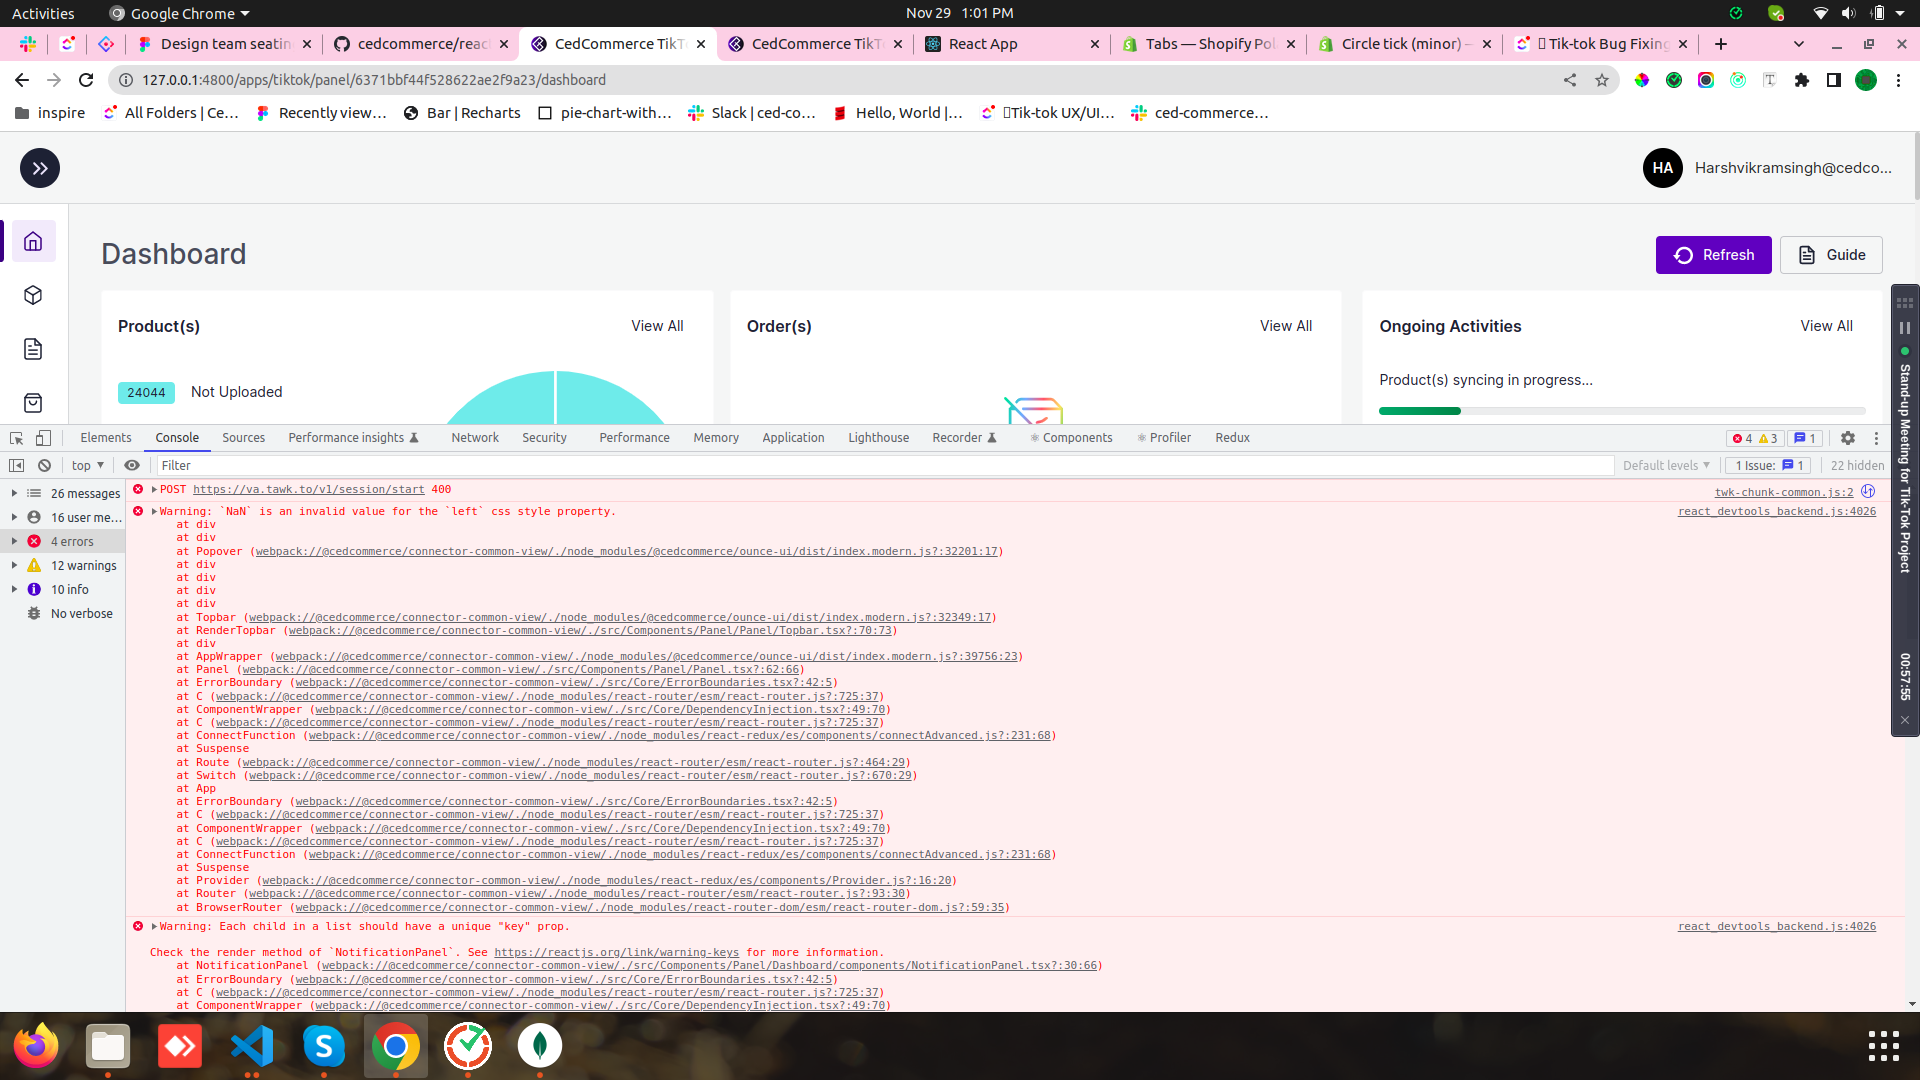 Activities
Google Chrome
Nov 29 1:01 PM
Design team seatin
cedcommerce/reac
CedCommerce TikT
CedCommerce TikT
React App
Tabs — Shopify Pol
Circle tick (minor) –
Tik-tok Bug Fixing
127.0.0.1:4800/apps/tiktok/panel/6371bbf44f528622ae2f9a23/dashboard
inspire
All Folders | Ce...
Recently view...
Bar | Recharts
pie-chart-with...
Slack | ced-co...
Hello, World |...
Tik-tok UX/UI...
ced-commerce...
HA
Harshvikramsingh@cedco...
Dashboard
Refresh
Guide
Product(s)
View All
Order(s)
View All
Ongoing Activities
View All
24044
Not Uploaded
Product(s) syncing in progress...
Stand-up Meeting for Tik-Tok Project
00:57:55
Elements
Console
Sources
Performance insights
Network
Security
Performance
Memory
Application
Lighthouse
Recorder
Components
Profiler
Redux
4
3
1
top
Filter
Default levels
1 Issue: 1
22 hidden
26 messages
16 user me...
4 errors
12 warnings
10 info
No verbose
POST https://va.tawk.to/v1/session/start 400
twk-chunk-common.js:2
Warning: `NaN` is an invalid value for the `left` css style property.
react_devtools_backend.js:4026
at div
at div
at Popover (webpack://@cedcommerce/connector-common-view/./node_modules/@cedcommerce/ounce-ui/dist/index.modern.js?:32201:17)
at div
at div
at div
at div
at Topbar (webpack://@cedcommerce/connector-common-view/./node_modules/@cedcommerce/ounce-ui/dist/index.modern.js?:32349:17)
at RenderTopbar (webpack://@cedcommerce/connector-common-view/./src/Components/Panel/Panel/Topbar.tsx?:70:73)
at div
at AppWrapper (webpack://@cedcommerce/connector-common-view/./node_modules/@cedcommerce/ounce-ui/dist/index.modern.js?:39756:23)
at Panel (webpack://@cedcommerce/connector-common-view/./src/Components/Panel/Panel.tsx?:62:66)
at ErrorBoundary (webpack://@cedcommerce/connector-common-view/./src/Core/ErrorBoundaries.tsx?:42:5)
at C (webpack://@cedcommerce/connector-common-view/./node_modules/react-router/esm/react-router.js?:725:37)
at ComponentWrapper (webpack://@cedcommerce/connector-common-view/./src/Core/DependencyInjection.tsx?:49:70)
at C (webpack://@cedcommerce/connector-common-view/./node_modules/react-router/esm/react-router.js?:725:37)
at ConnectFunction (webpack://@cedcommerce/connector-common-view/./node_modules/react-redux/es/components/connectAdvanced.js?:231:68)
at Suspense
at Route (webpack://@cedcommerce/connector-common-view/./node_modules/react-router/esm/react-router.js?:464:29)
at Switch (webpack://@cedcommerce/connector-common-view/./node_modules/react-router/esm/react-router.js?:670:29)
at App
at ErrorBoundary (webpack://@cedcommerce/connector-common-view/./src/Core/ErrorBoundaries.tsx?:42:5)
at C (webpack://@cedcommerce/connector-common-view/./node_modules/react-router/esm/react-router.js?:725:37)
at ComponentWrapper (webpack://@cedcommerce/connector-common-view/./src/Core/DependencyInjection.tsx?:49:70)
at C (webpack://@cedcommerce/connector-common-view/./node_modules/react-router/esm/react-router.js?:725:37)
at ConnectFunction (webpack://@cedcommerce/connector-common-view/./node_modules/react-redux/es/components/connectAdvanced.js?:231:68)
at Suspense
at Provider (webpack://@cedcommerce/connector-common-view/./node_modules/react-redux/es/components/Provider.js?:16:20)
at Router (webpack://@cedcommerce/connector-common-view/./node_modules/react-router/esm/react-router.js?:93:30)
at BrowserRouter (webpack://@cedcommerce/connector-common-view/./node_modules/react-router-dom/esm/react-router-dom.js?:59:35)
Warning: Each child in a list should have a unique "key" prop.
react_devtools_backend.js:4026
Check the render method of `NotificationPanel`. See https://reactjs.org/link/warning-keys for more information.
at NotificationPanel (webpack://@cedcommerce/connector-common-view/./src/Components/Panel/Dashboard/components/NotificationPanel.tsx?:30:66)
at ErrorBoundary (webpack://@cedcommerce/connector-common-view/./src/Core/ErrorBoundaries.tsx?:42:5)
at C (webpack://@cedcommerce/connector-common-view/./node_modules/react-router/esm/react-router.js?:725:37)
at ComponentWrapper (webpack://@cedcommerce/connector-common-view/./src/Core/DependencyInjection.tsx?:49:70)